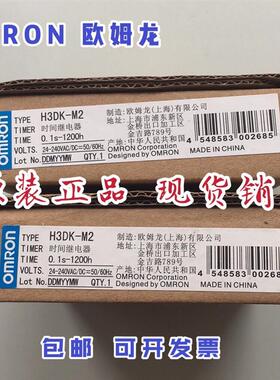 RON 欧姆龙
OMRON
TYPE H3DK-M2
TIMER 时间继电器
TIME 0.1s~1200h
VOLTS. 24-240VAC/DC=50/60Hz
Lot No. DDMYYMW QTY.1
制造: 欧姆龙(上海)有限公司
地址: 上海市浦东新区
金桥出口加工区
金吉路789号
产地: 中华人民共和国
OMRON Corporation
Designed by OMRON
4 548583 002685
MADE IN CHINA
装正品 现货销
OMRON
TYPE H3DK-M2
TIMER 时间继电器
TIME 0.1s~1200h
VOLTS. 24-240VAC/DC=50/60Hz
Lot No. DDMYYMW QTY.1
制造: 欧姆龙(上海)有限公司
地址: 上海市浦东新区
金桥出口加工区
金吉路789号
产地: 中华人民共和国
OMRON Corporation
Designed by OMRON
4 548583 0026
MADE IN CHINA
包邮 可开发票